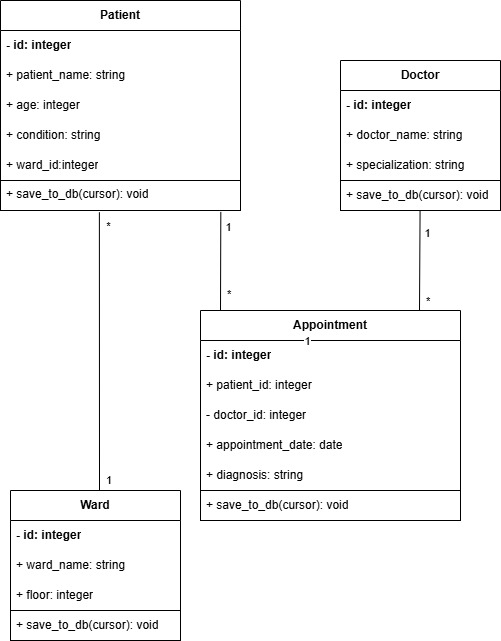 Patient
- id: integer
+ patient_name: string
+ age: integer
+ condition: string
+ ward_id:integer
+ save_to_db(cursor): void
Doctor
- id: integer
+ doctor_name: string
+ specialization: string
+ save_to_db(cursor): void
*
1
1
*
*
Appointment
1
- id: integer
+ patient_id: integer
- doctor_id: integer
+ appointment_date: date
+ diagnosis: string
+ save_to_db(cursor): void
1
Ward
- id: integer
+ ward_name: string
+ floor: integer
+ save_to_db(cursor): void